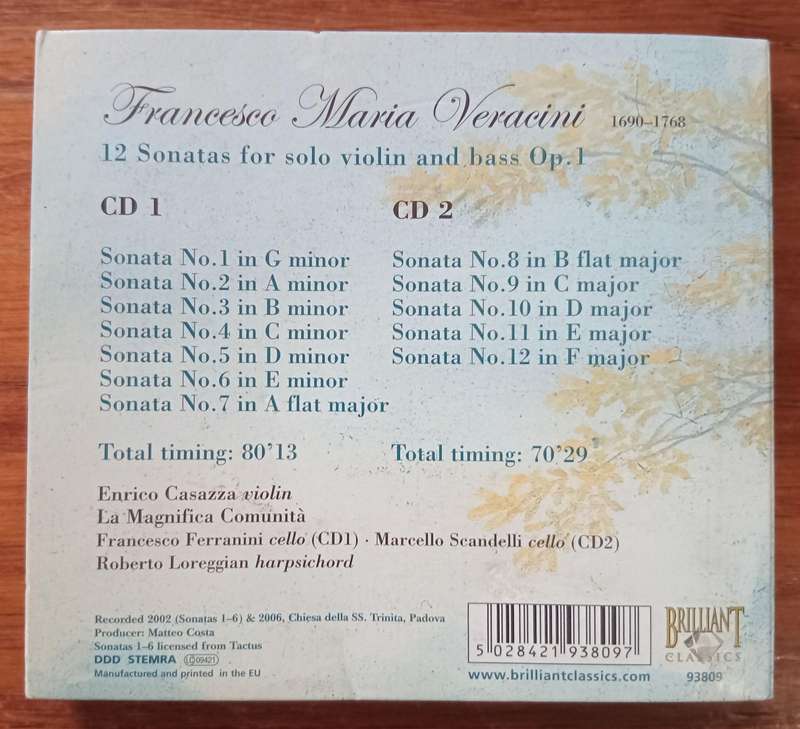 Francesco Maria Veracini 1690–1768
12 Sonatas for solo violin and bass Op.1
CD 1
Sonata No.1 in G minor
Sonata No.2 in A minor
Sonata No.3 in B minor
Sonata No.4 in C minor
Sonata No.5 in D minor
Sonata No.6 in E minor
Sonata No.7 in A flat major
Total timing: 80'13
CD 2
Sonata No.8 in B flat major
Sonata No.9 in C major
Sonata No.10 in D major
Sonata No.11 in E major
Sonata No.12 in F major
Total timing: 70'29
Enrico Casazza violin
La Magnifica Comunità
Francesco Ferranini cello (CD1) · Marcello Scandelli cello (CD2)
Roberto Loreggian harpsichord
Recorded 2002 (Sonatas 1–6) & 2006, Chiesa della SS. Trinita, Padova
Producer: Matteo Costa
Sonatas 1–6 licensed from Tactus
DDD STEMRA LC 09421
Manufactured and printed in the EU
5 028421 938097
www.brilliantclassics.com
BRILLIANT
CLASSICS
93809